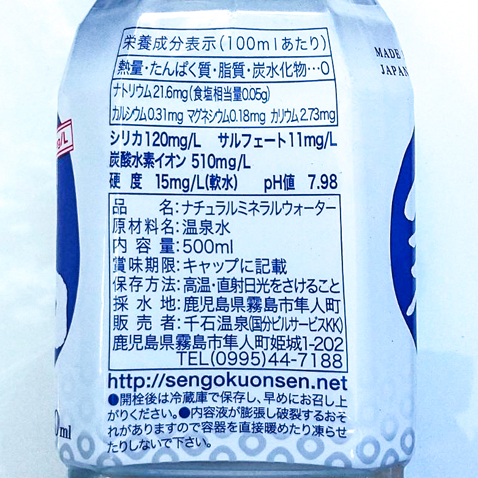 栄養成分表示(100mlあたり)
熱量・たんぱく質・脂質・炭水化物…0
ナトリウム21.6mg(食塩相当量0.05g)
カルシウム0.31mg マグネシウム0.18mg カリウム2.73mg
シリカ120mg/L サルフェート11mg/L
炭酸水素イオン 510mg/L
硬 度 15mg/L(軟水) pH値 7.98
品 名:ナチュラルミネラルウォーター
原材料名:温泉水
内 容 量:500ml
賞味期限:キャップに記載
保存方法:高温・直射日光をさけること
採 水 地:鹿児島県霧島市隼人町
販 売 者:千石温泉(国分ビルサービスKK)
鹿児島県霧島市隼人町姫城1-202
TEL(0995)44-7188
http://sengokuonsen.net
●開栓後は冷蔵庫で保存し、早めにお召し上
がりください。●内容液が膨張し破裂するおそ
れがありますので容器を直接暖めたり凍らせ
たりしないで下さい。
MADE
JAPAN
mg/L
0ml